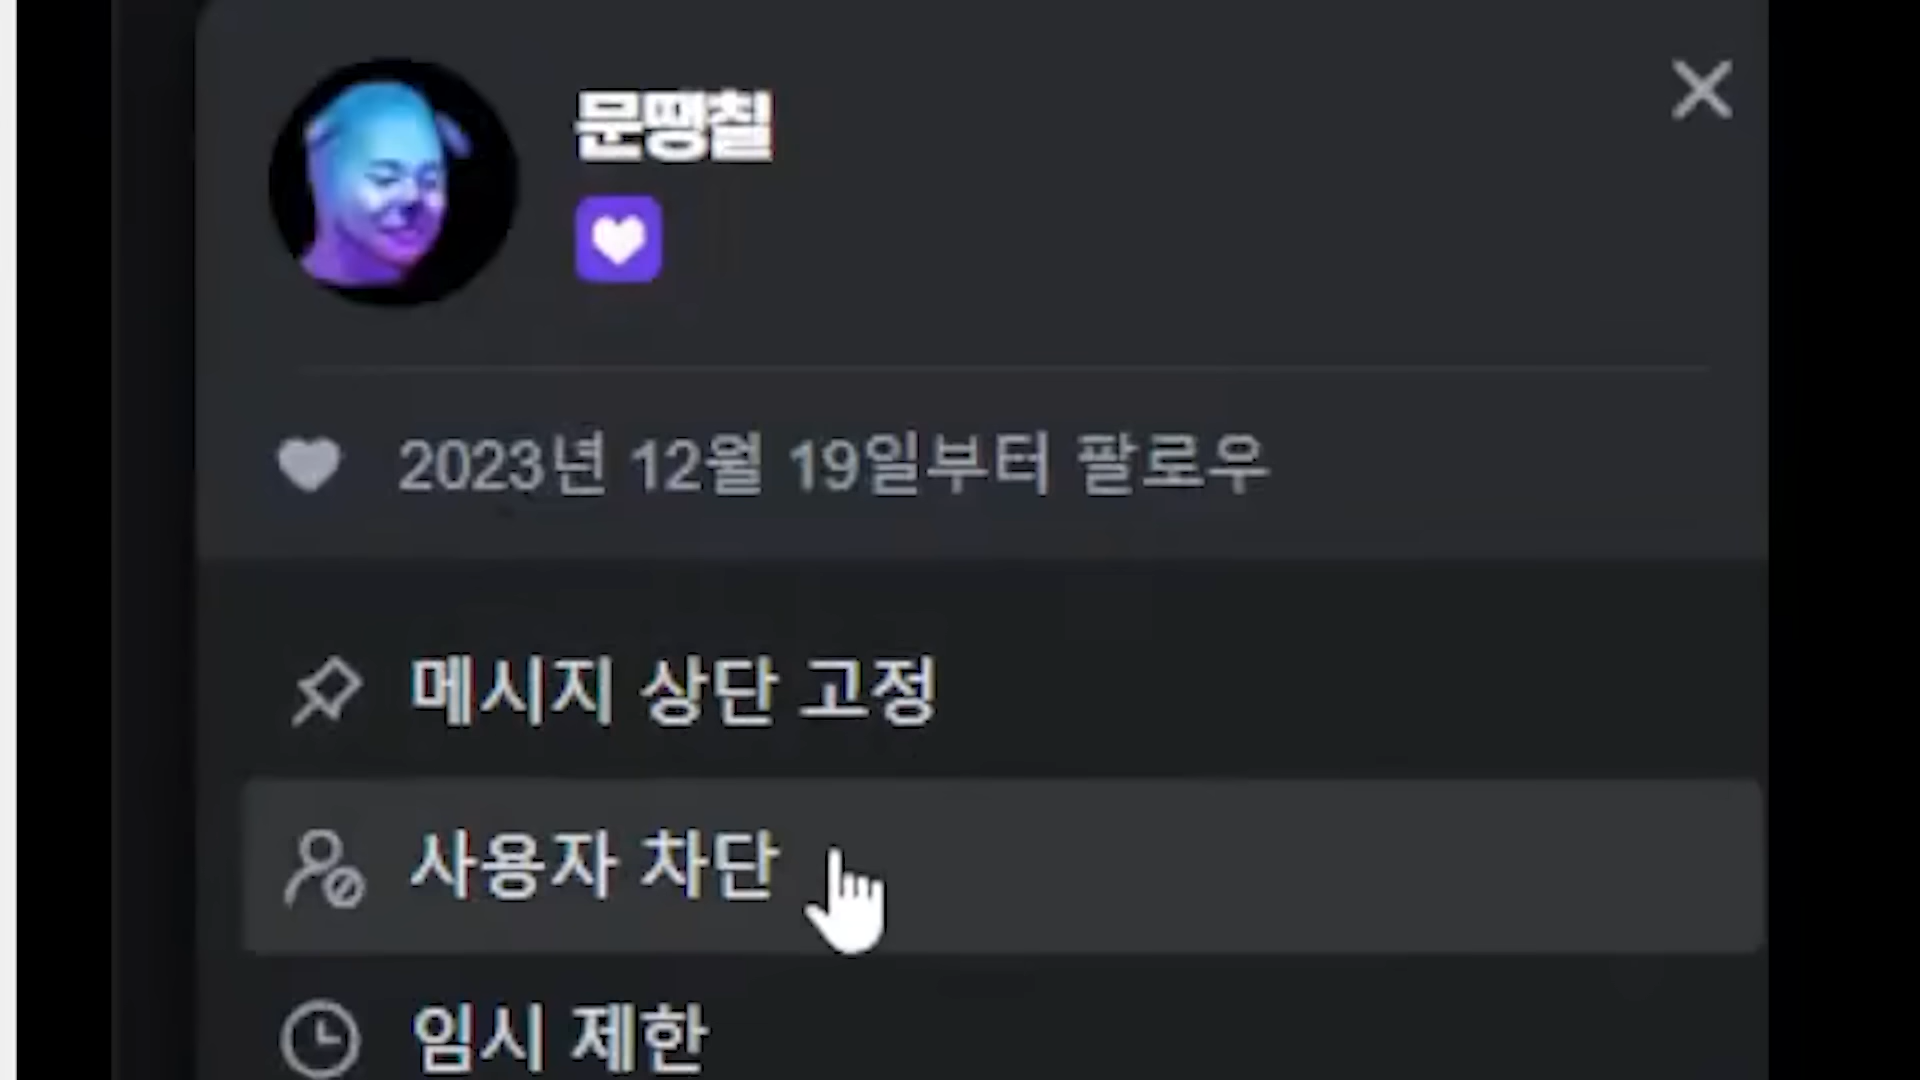 문땡칠
2023년 12월 19일부터 팔로우
메시지 상단 고정
사용자 차단
임시 제한